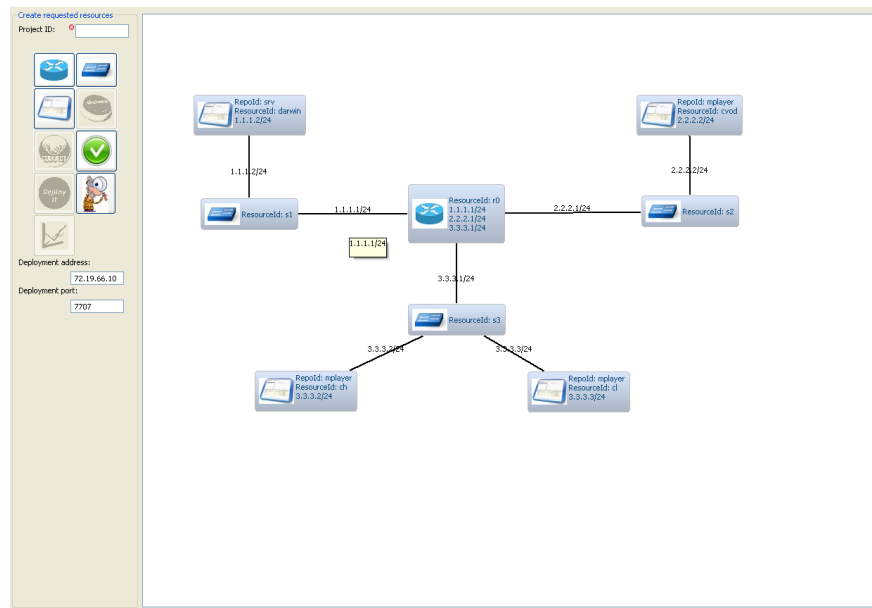 Create requested resources
Project ID:
Deploy
It
Deployment address:
72.19.66.10
Deployment port:
7707
RepoId: srv
ResourceId: darwin
1.1.1.2/24
RepoId: mplayer
ResourceId: cvod
2.2.2.2/24
1.1.1.2/24
2.2.2.2/24
ResourceId: s1
1.1.1.1/24
ResourceId: r0
1.1.1.1/24
2.2.2.1/24
3.3.3.1/24
2.2.2.1/24
ResourceId: s2
1.1.1.1/24
3.3.3.1/24
ResourceId: s3
3.3.3.2/24
3.3.3.3/24
RepoId: mplayer
ResourceId: ch
3.3.3.2/24
RepoId: mplayer
ResourceId: cl
3.3.3.3/24